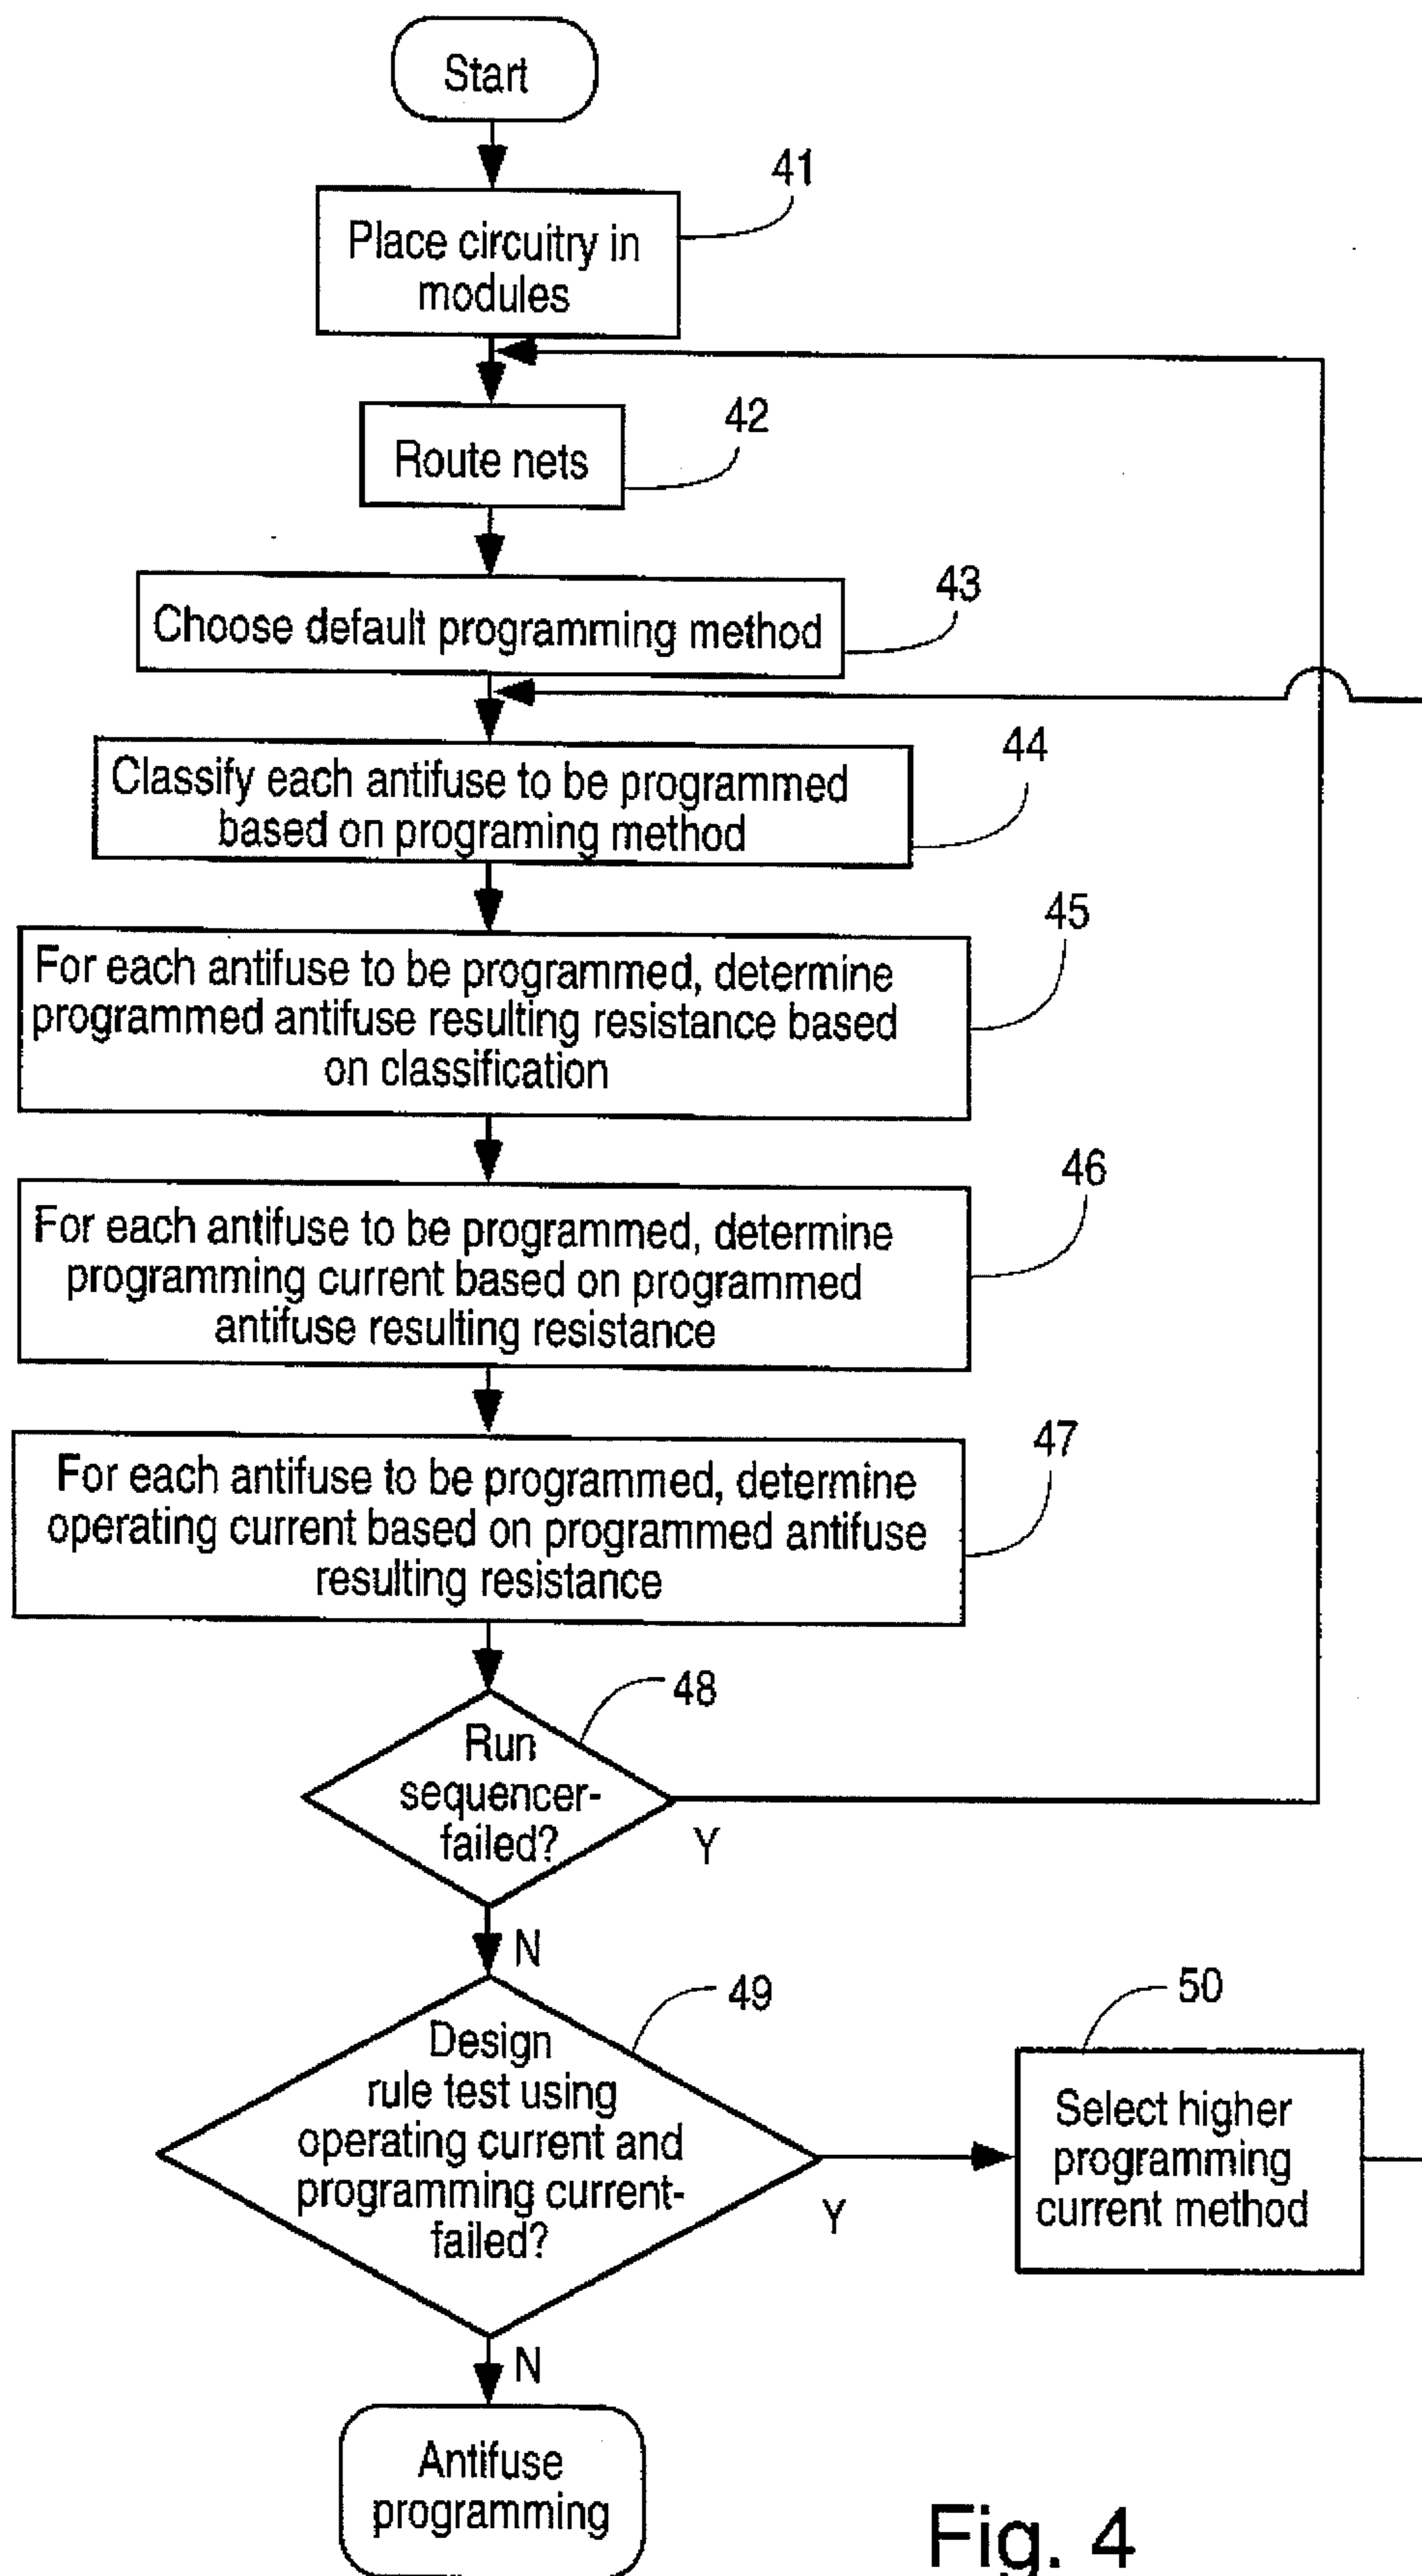 Start
41
Place circuitry in
modules
42
Route nets
43
Choose default programming method
44
Classify each antifuse to be programmed
based on programing method
45
For each antifuse to be programmed, determine
programmed antifuse resulting resistance based
on classification
46
For each antifuse to be programmed, determine
programming current based on programmed
antifuse resulting resistance
47
For each antifuse to be programmed, determine
operating current based on programmed antifuse
resulting resistance
48
Run
sequencer-
failed?
Y
N
49
Design
rule test using
operating current and
programming current-
failed?
Y
50
Select higher
programming
current method
N
Antifuse
programming
Fig. 4